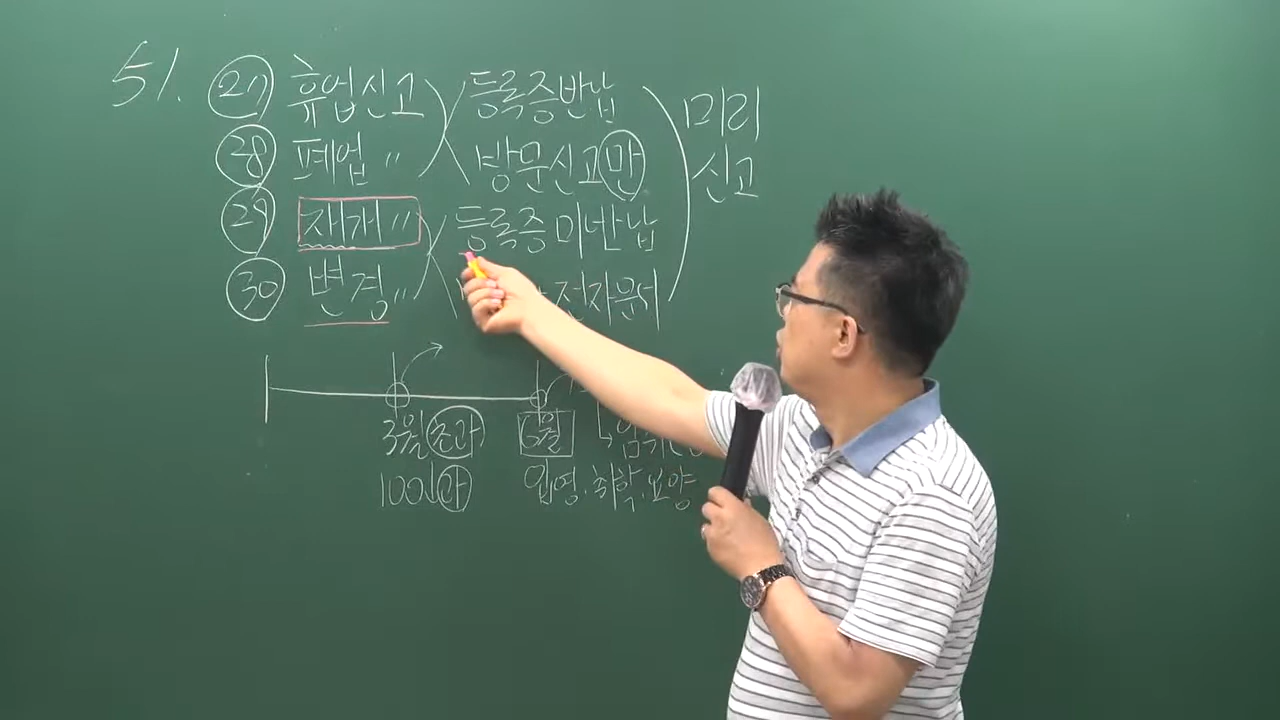 51. 27 휴업신고 등록증반납 미리
28 폐업 〃 방문신고만 신고
29 재개 〃 등록증 미반납
30 변경 〃 전자문서
3월 초과 6월
100일 입영.취학.요양